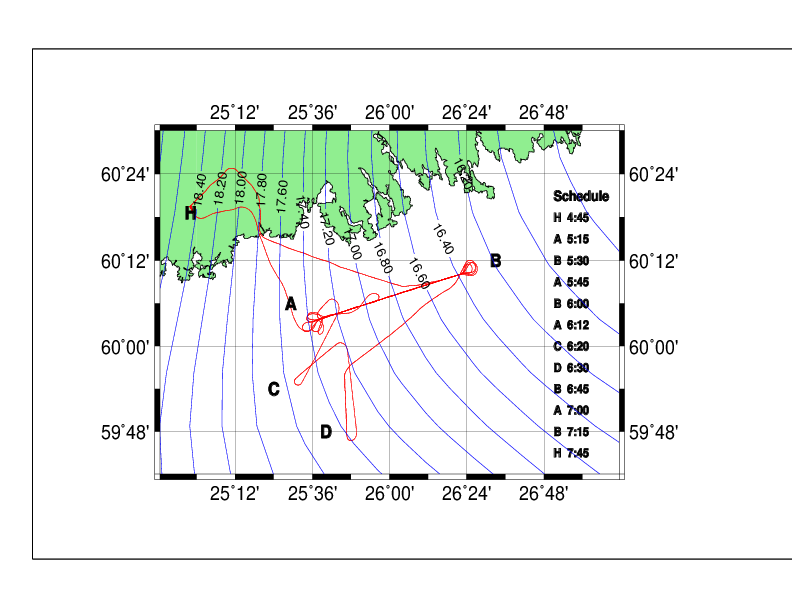 25°12' 25°36' 26°00' 26°24' 26°48'
60°24' 60°24'
18.40 18.20 18.00 17.80 17.60
17.20 17.00 16.80 16.60 16.40
H
Schedule
H 4:45
A 5:15
B 5:30
A 5:45
B 6:00
A 6:12
C 6:20
D 6:30
B 6:45
A 7:00
B 7:15
H 7:45
60°12' B 60°12'
A
60°00' 60°00'
C
59°48' D 59°48'
25°12' 25°36' 26°00' 26°24' 26°48'